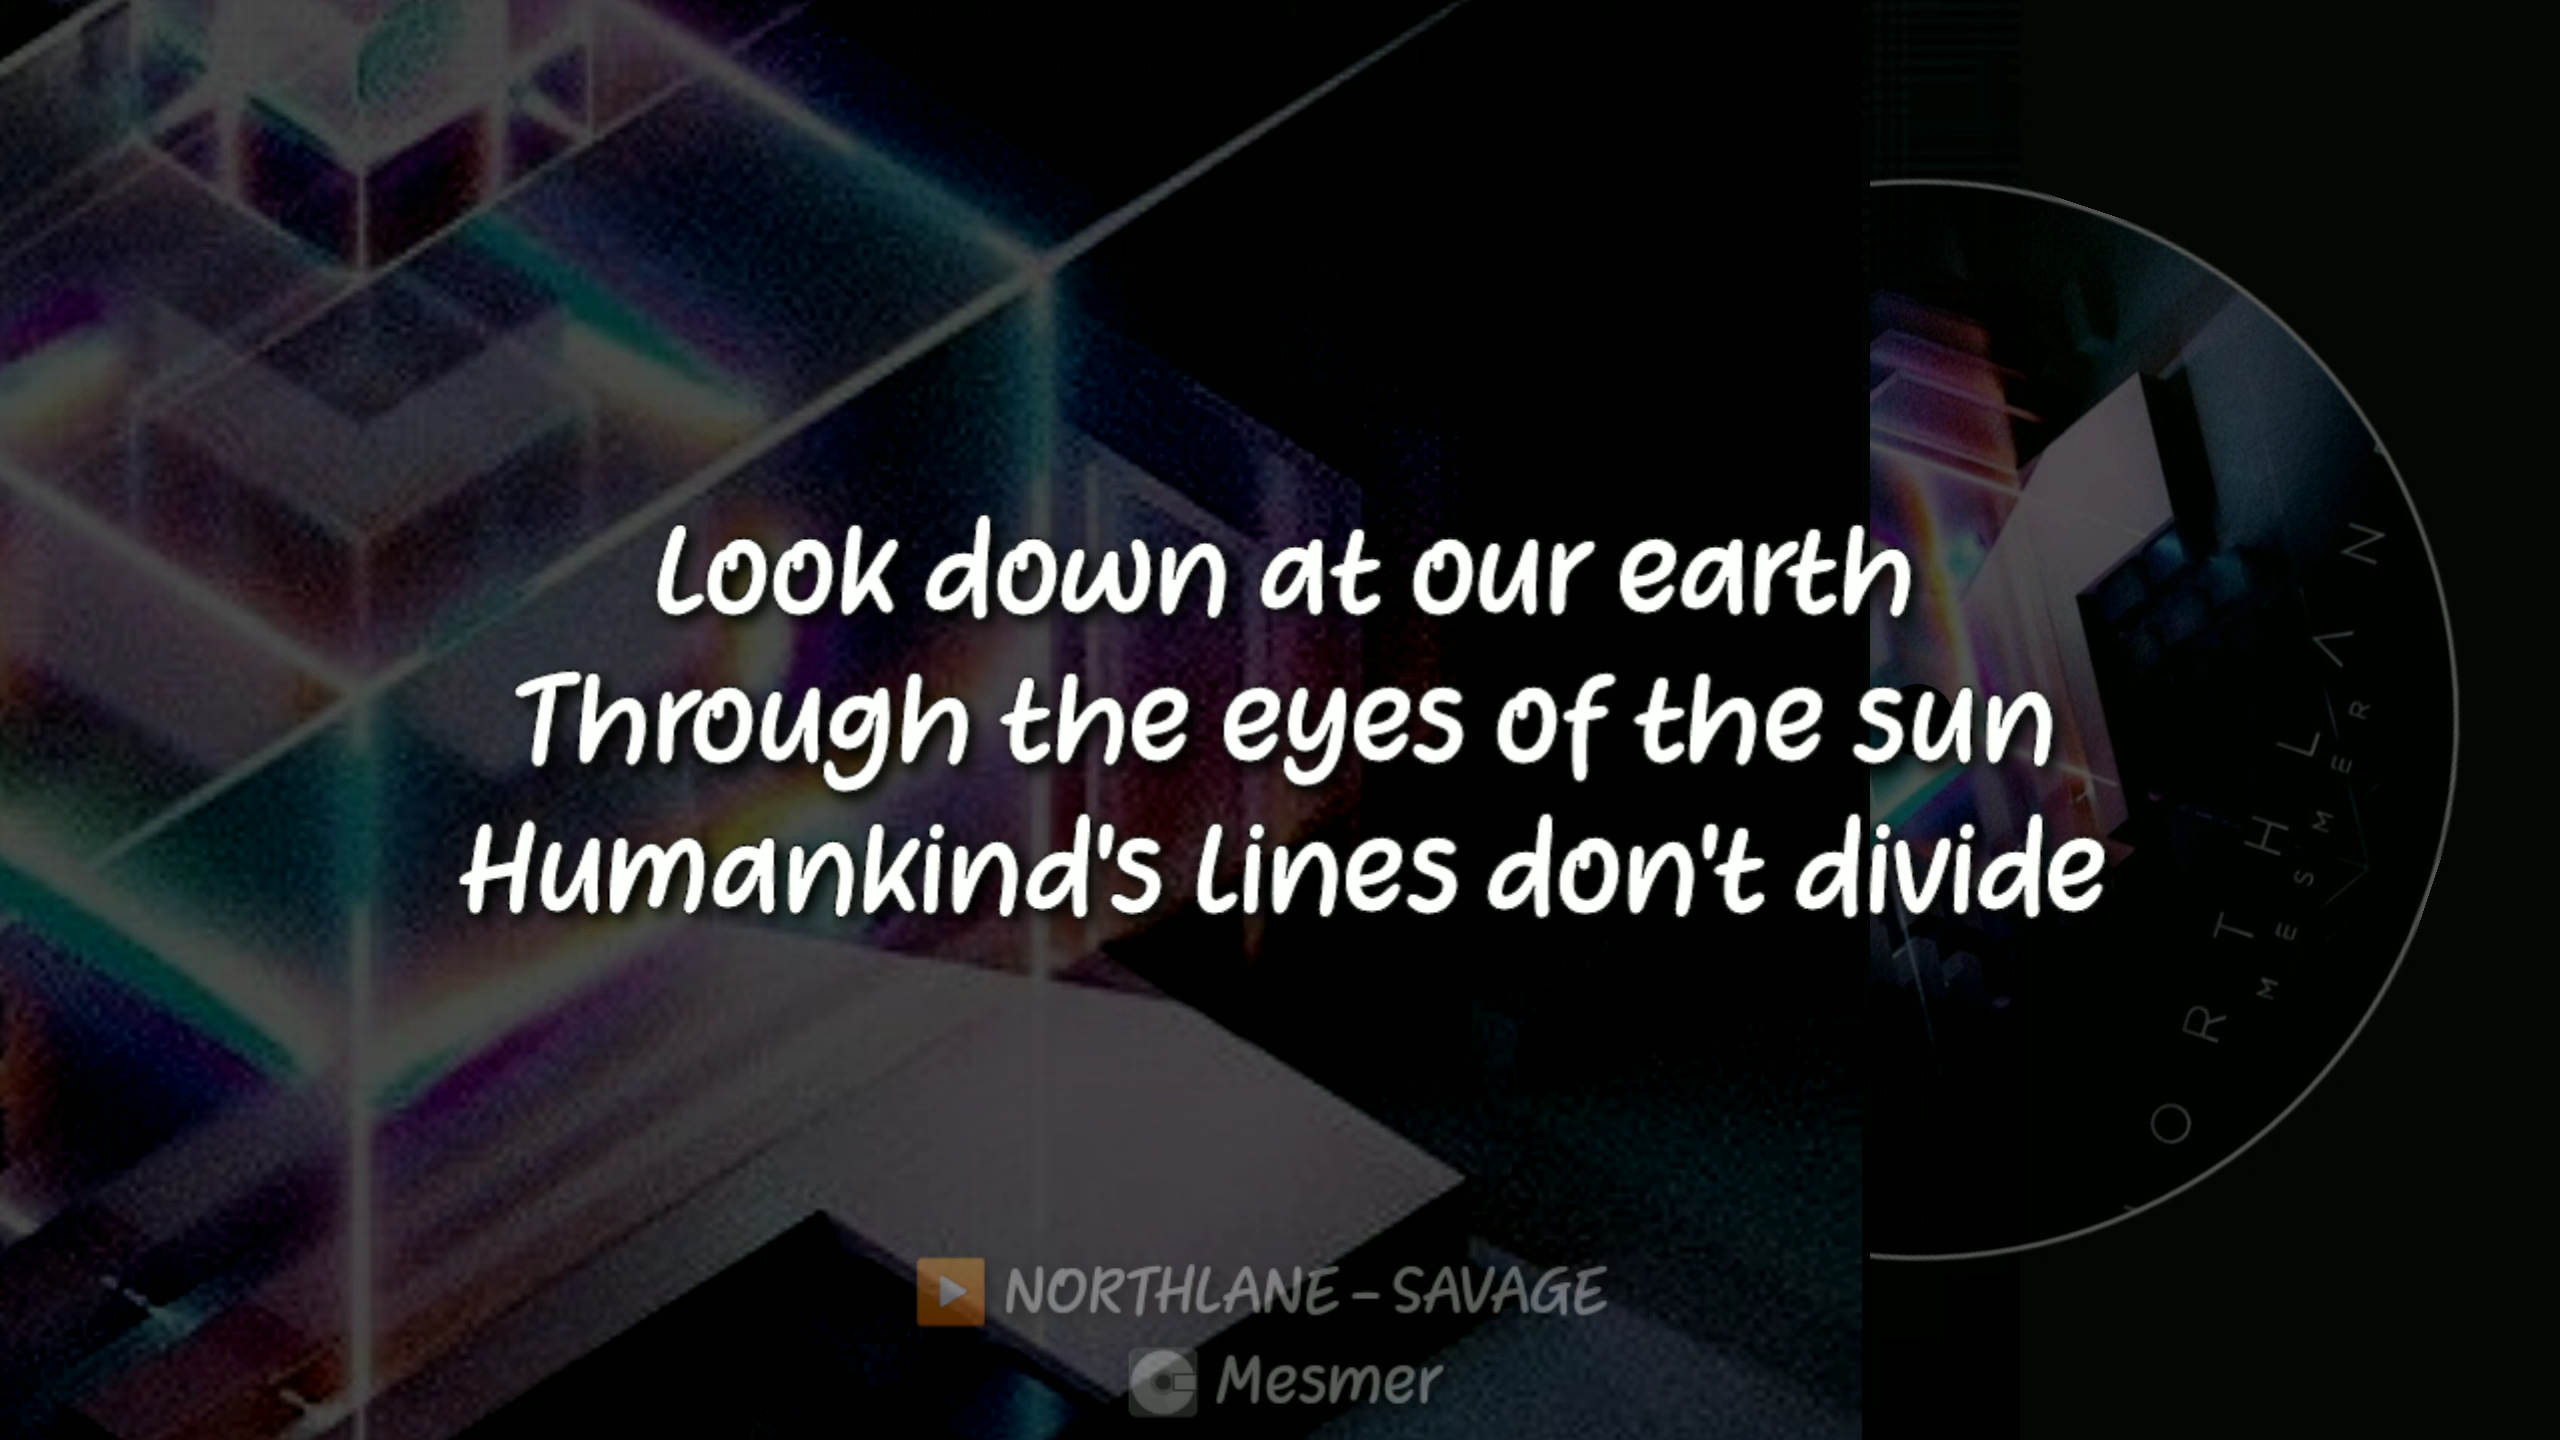 Look down at our earth
Through the eyes of the sun
Humankind's lines don't divide
NORTHLAN
MESMER
NORTHLANE - SAVAGE
Mesmer